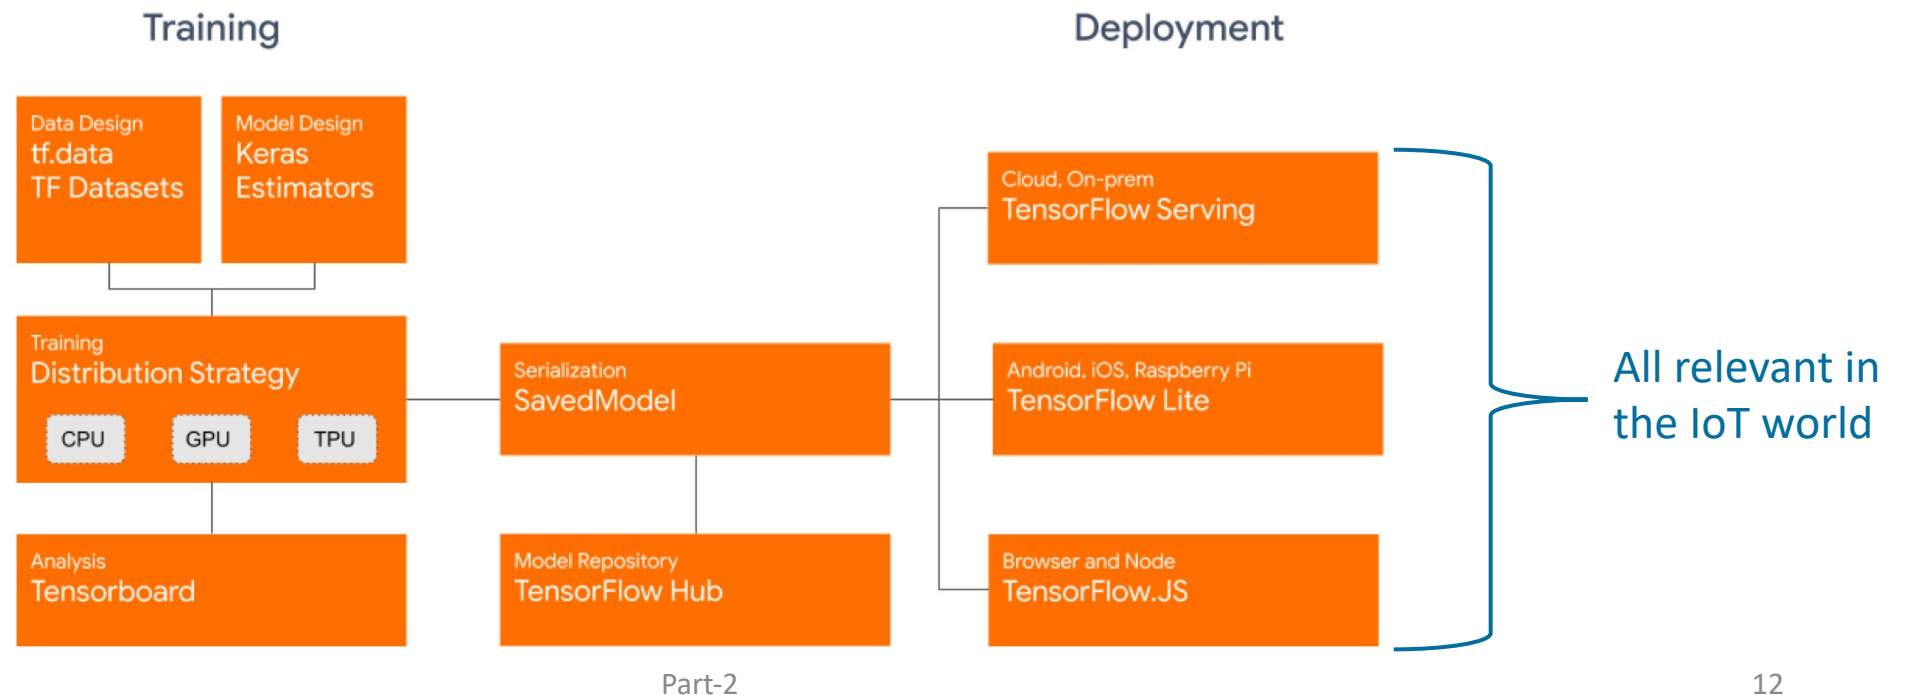 Training
Deployment
Data Design
tf.data
TF Datasets
Model Design
Keras
Estimators
Training
Distribution Strategy
CPU
GPU
TPU
Analysis
Tensorboard
Serialization
SavedModel
Model Repository
TensorFlow Hub
Cloud, On-prem
TensorFlow Serving
Android, iOS, Raspberry Pi
TensorFlow Lite
Browser and Node
TensorFlow.JS
All relevant in
the IoT world
Part-2
12